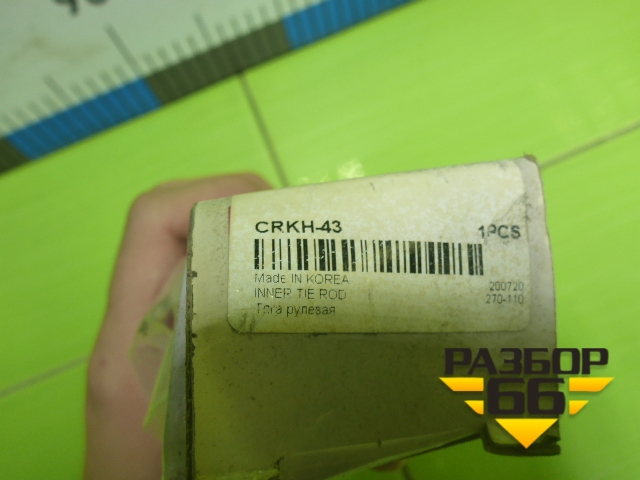 CRKH-43
1PCS
Made IN KOREA
INNER TIE ROD
Тяга рулевая
200720
270-110
РАЗБОР
66